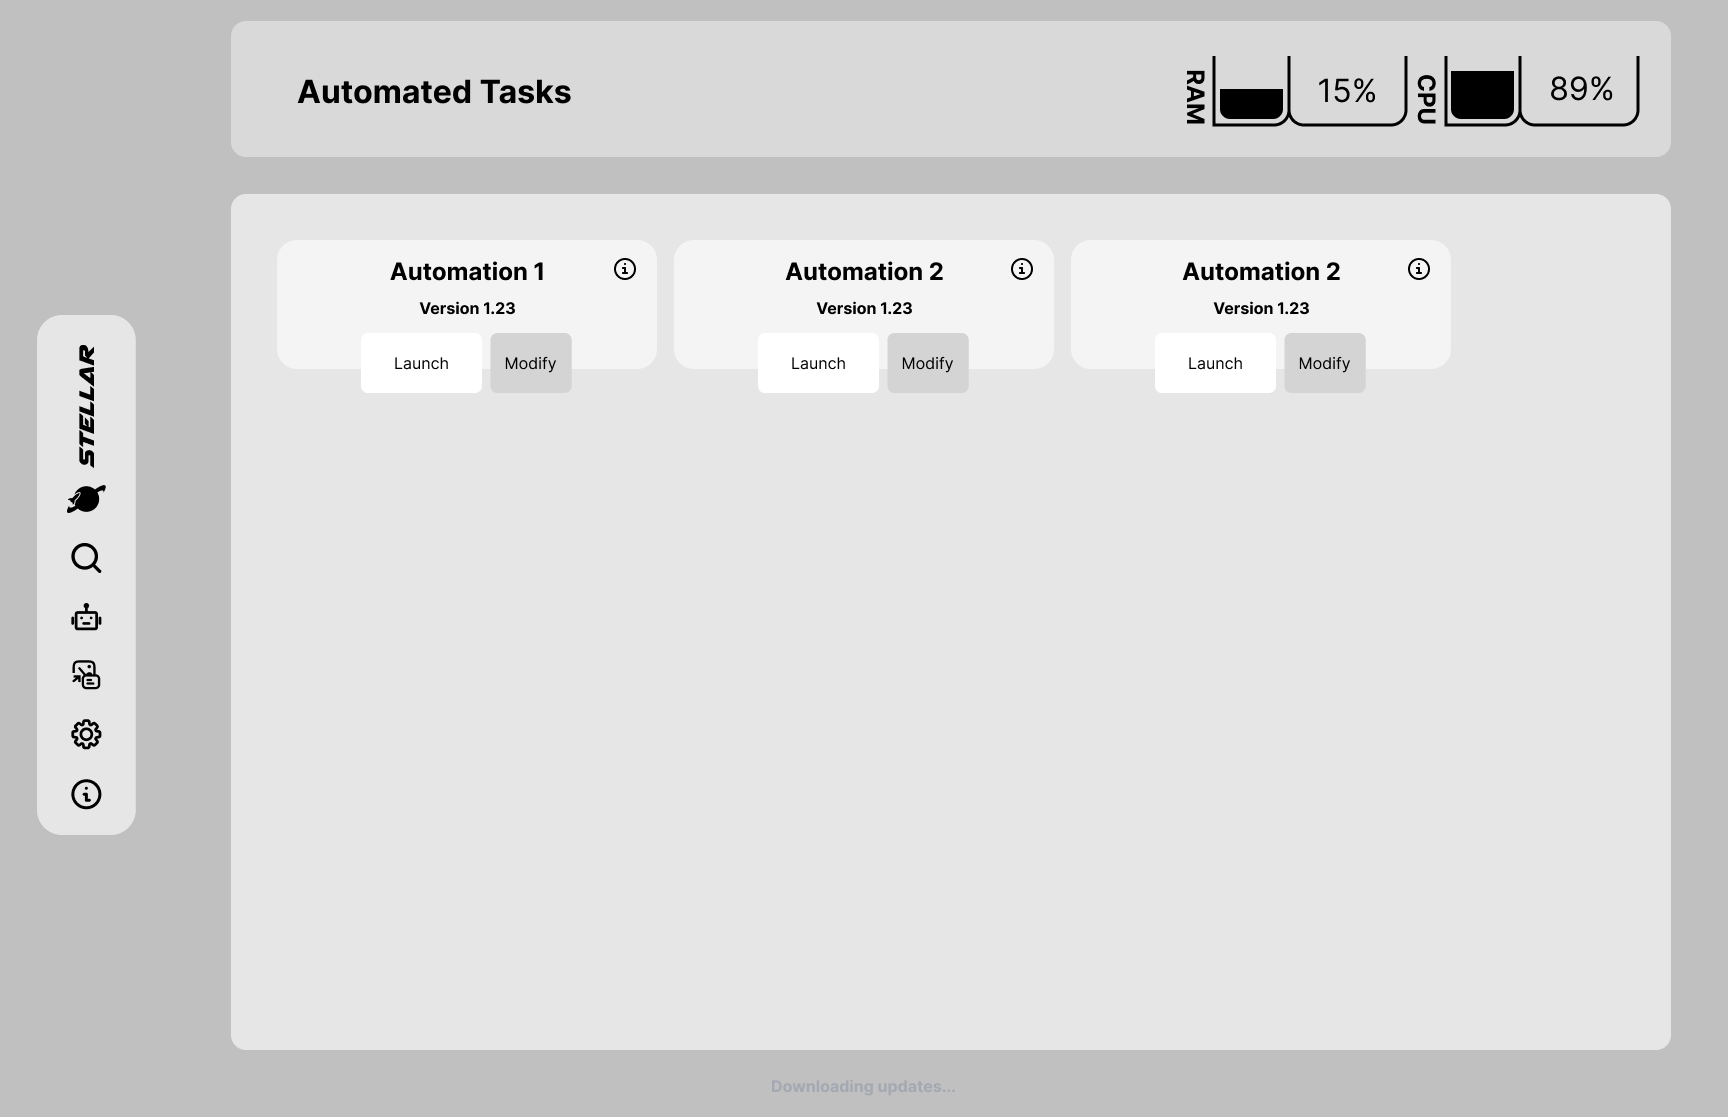 Automated Tasks
RAM
15%
CPU
89%
STELLAR
Automation 1
Version 1.23
Launch
Modify
Automation 2
Version 1.23
Launch
Modify
Automation 2
Version 1.23
Launch
Modify
Downloading updates...